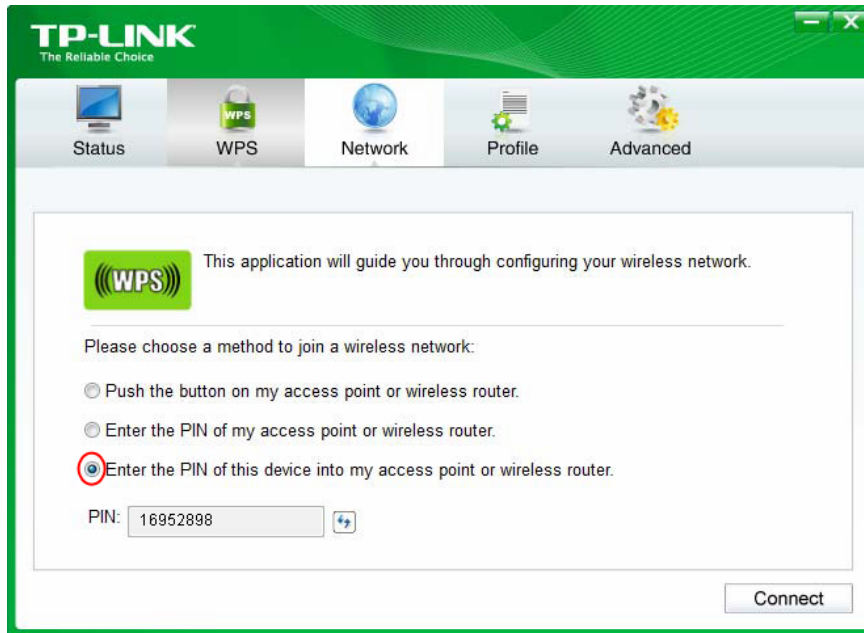 TP-LINK
The Reliable Choice
Status
WPS
WPS
Network
Profile
Advanced
(((WPS)))
This application will guide you through configuring your wireless network.
Please choose a method to join a wireless network:
Push the button on my access point or wireless router.
Enter the PIN of my access point or wireless router.
Enter the PIN of this device into my access point or wireless router.
PIN: 16952898
Connect